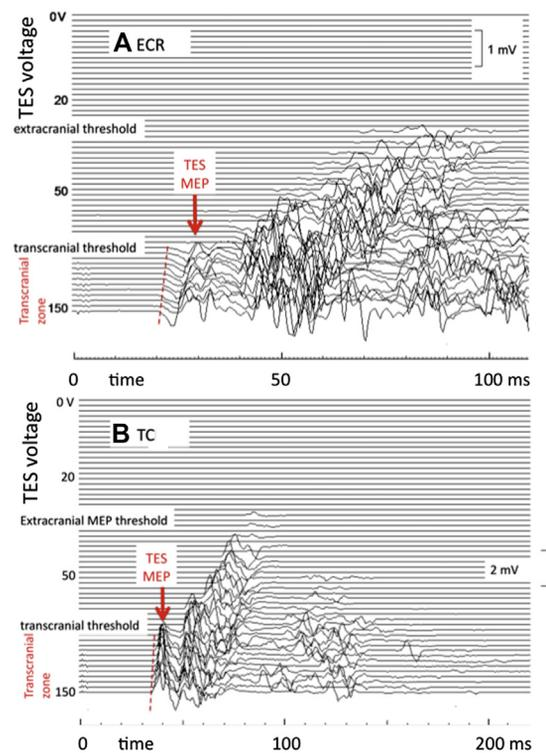 TES voltage
0V
A ECR
1 mV
20
extracranial threshold
TES
MEP
50
transcranial threshold
Transcranial
zone
150
0 time 50 100 ms
TES voltage
0 V
B TC
20
Extracranial MEP threshold
TES
MEP
50
2 mV
transcranial threshold
Transcranial
zone
150
0 time 100 200 ms